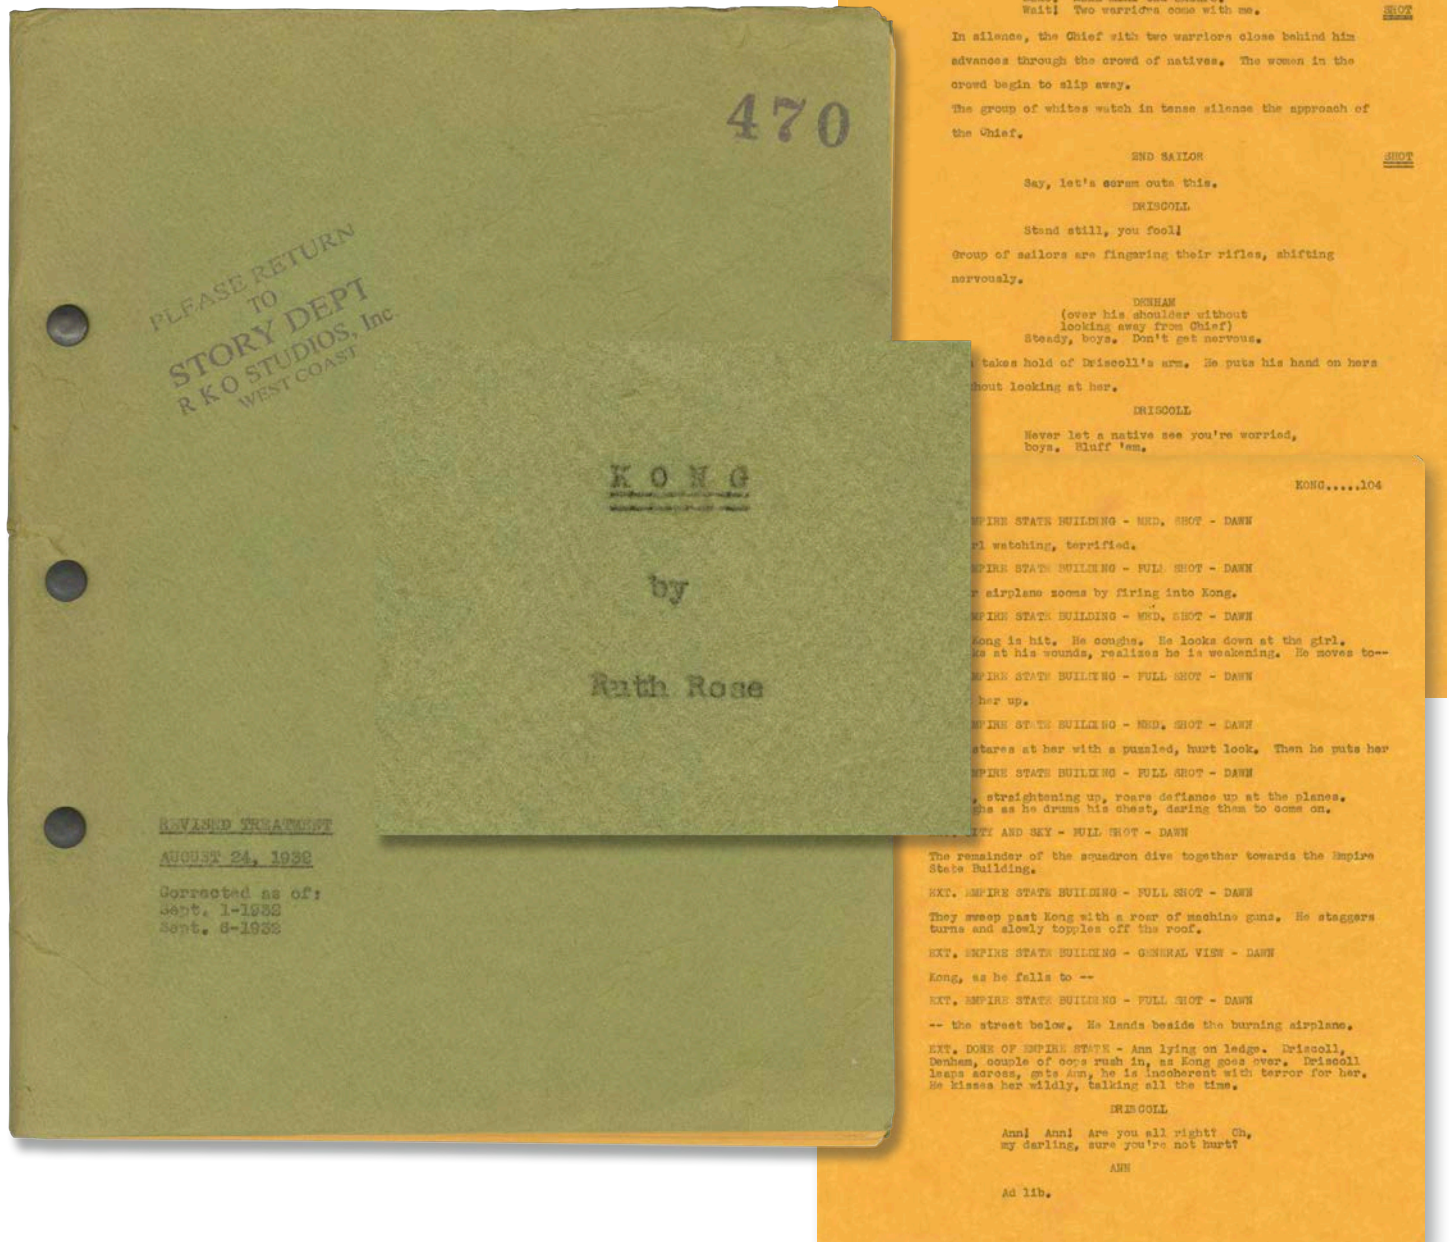 470
PLEASE RETURN
TO
STORY DEPT
R K O STUDIOS, Inc
WEST COAST
KONG
by
Ruth Rose
REVISED TREATMENT
AUGUST 24, 1932
Corrected as of:
Sept. 1-1932
Sept. 6-1932
Wait! Two warriors come with me.
SHOT
In silence, the Chief with two warriors close behind him
advances through the crowd of natives. The women in the
crowd begin to slip away.
The group of whites watch in tense silence the approach of
the Chief.
2ND SAILOR
SHOT
Say, let's scram outa this.
DRISCOLL
Stand still, you fool!
Group of sailors are fingering their rifles, shifting
nervously.
DENHAM
(over his shoulder without
looking away from Chief)
Steady, boys. Don't get nervous.
takes hold of Driscoll's arm. He puts his hand on hers
hout looking at her.
DRISCOLL
Never let a native see you're worried,
boys. Bluff 'em.
KONG.....104
MPIRE STATE BUILDING - MED. SHOT - DAWN
rl watching, terrified.
MPIRE STATE BUILDING - FULL SHOT - DAWN
r airplane zooms by firing into Kong.
MPIRE STATE BUILDING - MED. SHOT - DAWN
Kong is hit. He coughs. He looks down at the girl.
ks at his wounds, realizes he is weakening. He moves to--
MPIRE STATE BUILDING - FULL SHOT - DAWN
her up.
MPIRE STATE BUILDING - MED. SHOT - DAWN
stares at her with a puzzled, hurt look. Then he puts her
MPIRE STATE BUILDING - FULL SHOT - DAWN
, straightening up, roars defiance up at the planes.
ghs as he drums his chest, daring them to come on.
ITY AND SKY - FULL SHOT - DAWN
The remainder of the squadron dive together towards the Empire
State Building.
EXT. EMPIRE STATE BUILDING - FULL SHOT - DAWN
They sweep past Kong with a roar of machine guns. He staggers
turns and slowly topples off the roof.
EXT. EMPIRE STATE BUILDING - GENERAL VIEW - DAWN
Kong, as he falls to --
EXT. EMPIRE STATE BUILDING - FULL SHOT - DAWN
-- the street below. He lands beside the burning airplane.
EXT. DOME OF EMPIRE STATE - Ann lying on ledge. Driscoll,
Denham, couple of cops rush in, as Kong goes over. Driscoll
leaps across, gets Ann, he is incoherent with terror for her.
He kisses her wildly, talking all the time.
DRISCOLL
Ann! Ann! Are you all right? Oh,
my darling, sure you're not hurt?
ANN
Ad lib.